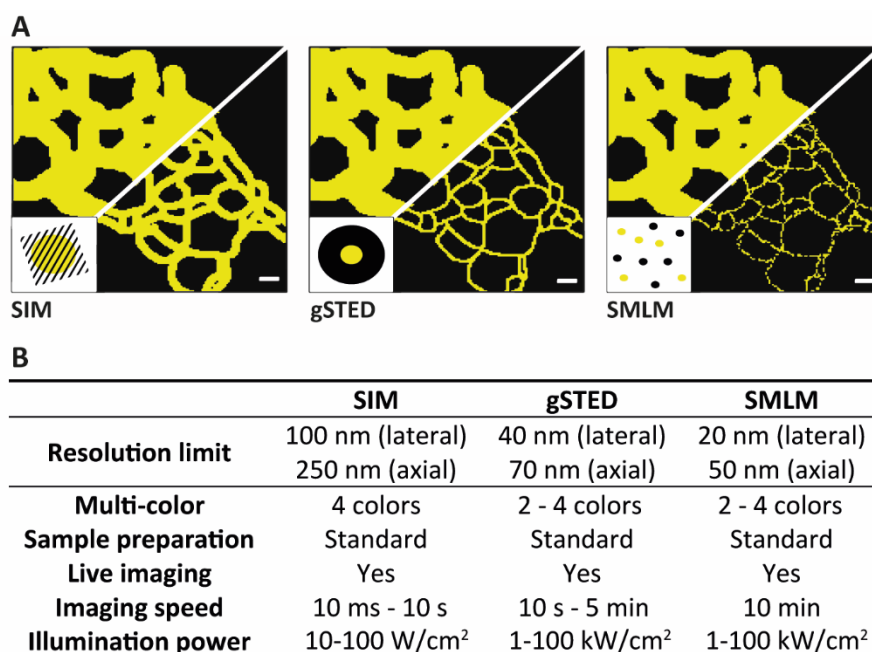 A
SIM gSTED SMLM
B
SIM gSTED SMLM
Resolution limit 100 nm (lateral) 40 nm (lateral) 20 nm (lateral)
250 nm (axial) 70 nm (axial) 50 nm (axial)
Multi-color 4 colors 2 - 4 colors 2 - 4 colors
Sample preparation Standard Standard Standard
Live imaging Yes Yes Yes
Imaging speed 10 ms - 10 s 10 s - 5 min 10 min
Illumination power 10-100 W/cm² 1-100 kW/cm² 1-100 kW/cm²